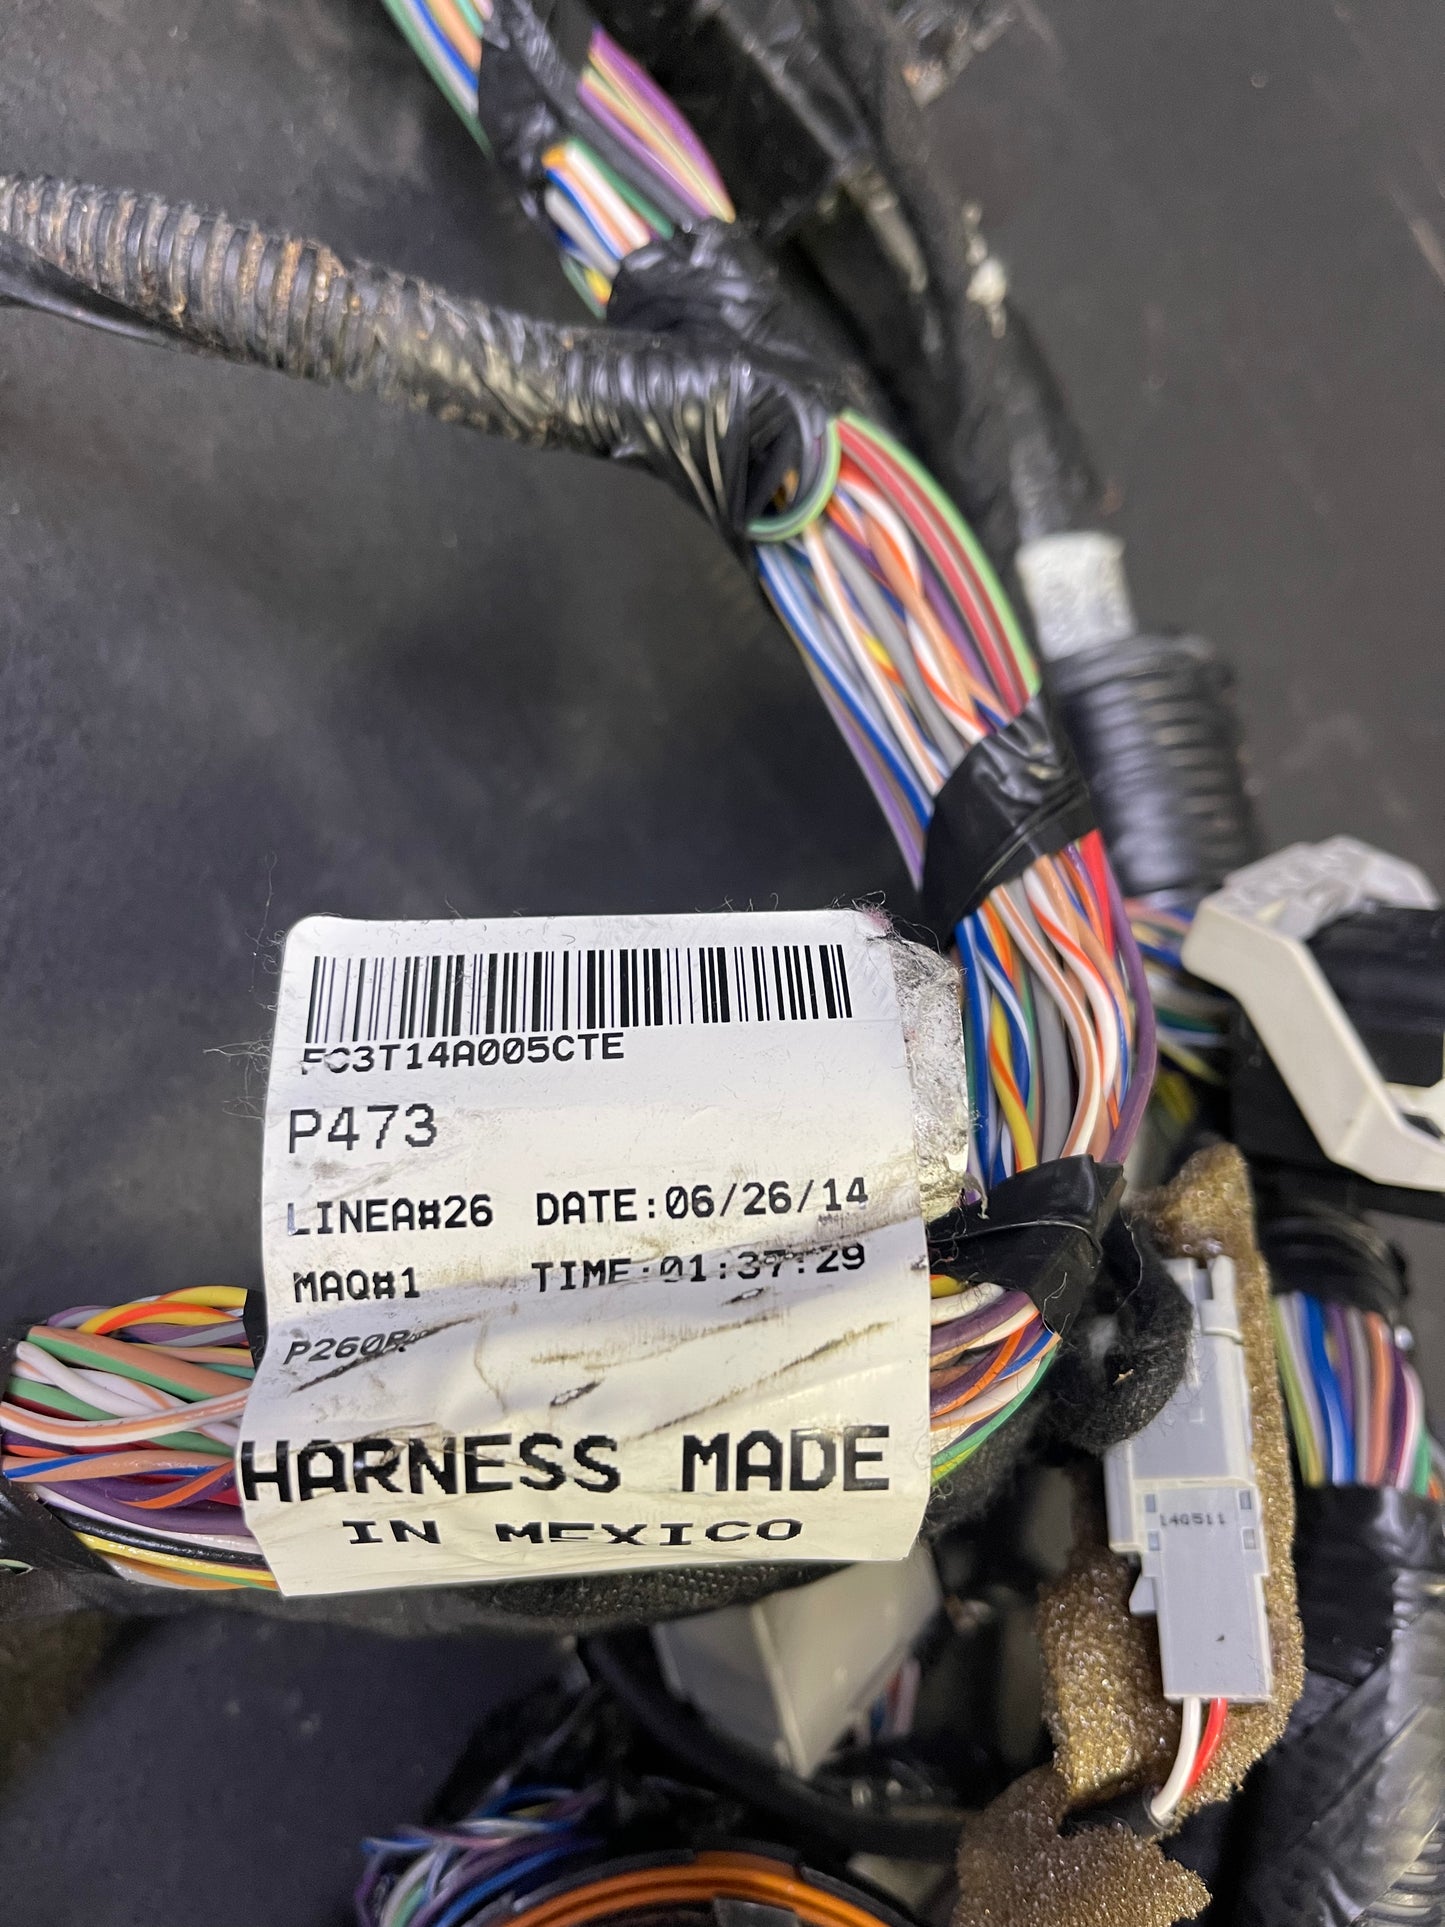 FC3T14A005CTE
P473
LINEA#26 DATE:06/26/14
MAQ#1 TIME:01:37:29
P260R
HARNESS MADE
IN MEXICO
14Q511